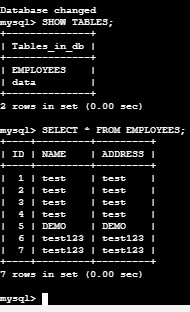 Database changed
mysql> SHOW TABLES;
+--------------+
| Tables_in_db |
+--------------+
| EMPLOYEES    |
| data         |
+--------------+
2 rows in set (0.00 sec)

mysql> SELECT * FROM EMPLOYEES;
+----+---------+---------+
| ID | NAME    | ADDRESS |
+----+---------+---------+
|  1 | test    | test    |
|  2 | test    | test    |
|  3 | test    | test    |
|  4 | test    | test    |
|  5 | DEMO    | DEMO    |
|  6 | test123 | test123 |
|  7 | test123 | test123 |
+----+---------+---------+
7 rows in set (0.00 sec)

mysql>